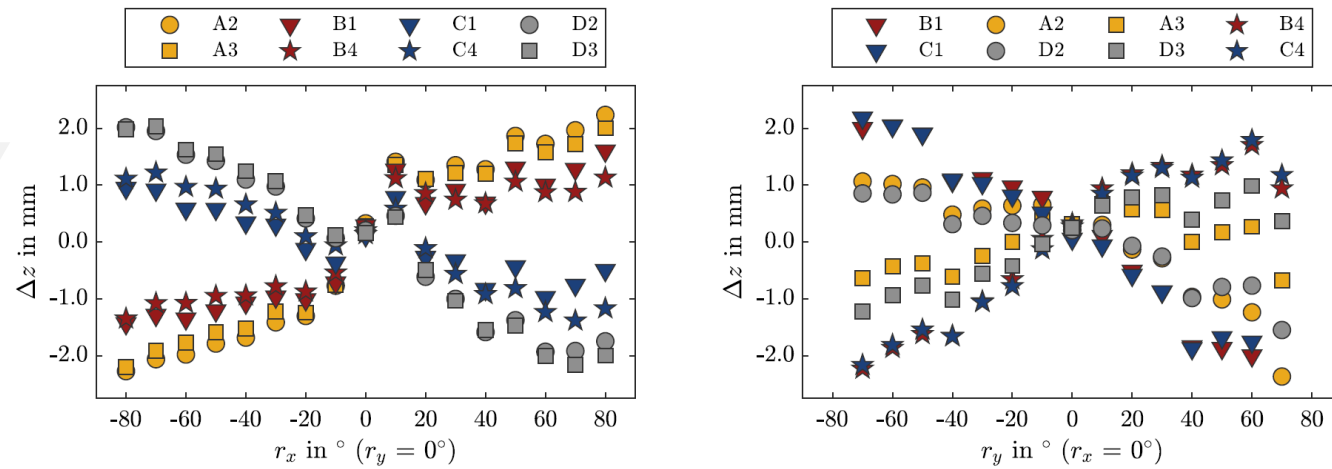 A2 B1 C1 D2
A3 B4 C4 D3
2.0
1.0
0.0
-1.0
-2.0
Δz in mm
-80 -60 -40 -20 0 20 40 60 80
r_x in ° (r_y = 0°)
B1 A2 A3 B4
C1 D2 D3 C4
2.0
1.0
0.0
-1.0
-2.0
Δz in mm
-80 -60 -40 -20 0 20 40 60 80
r_y in ° (r_x = 0°)